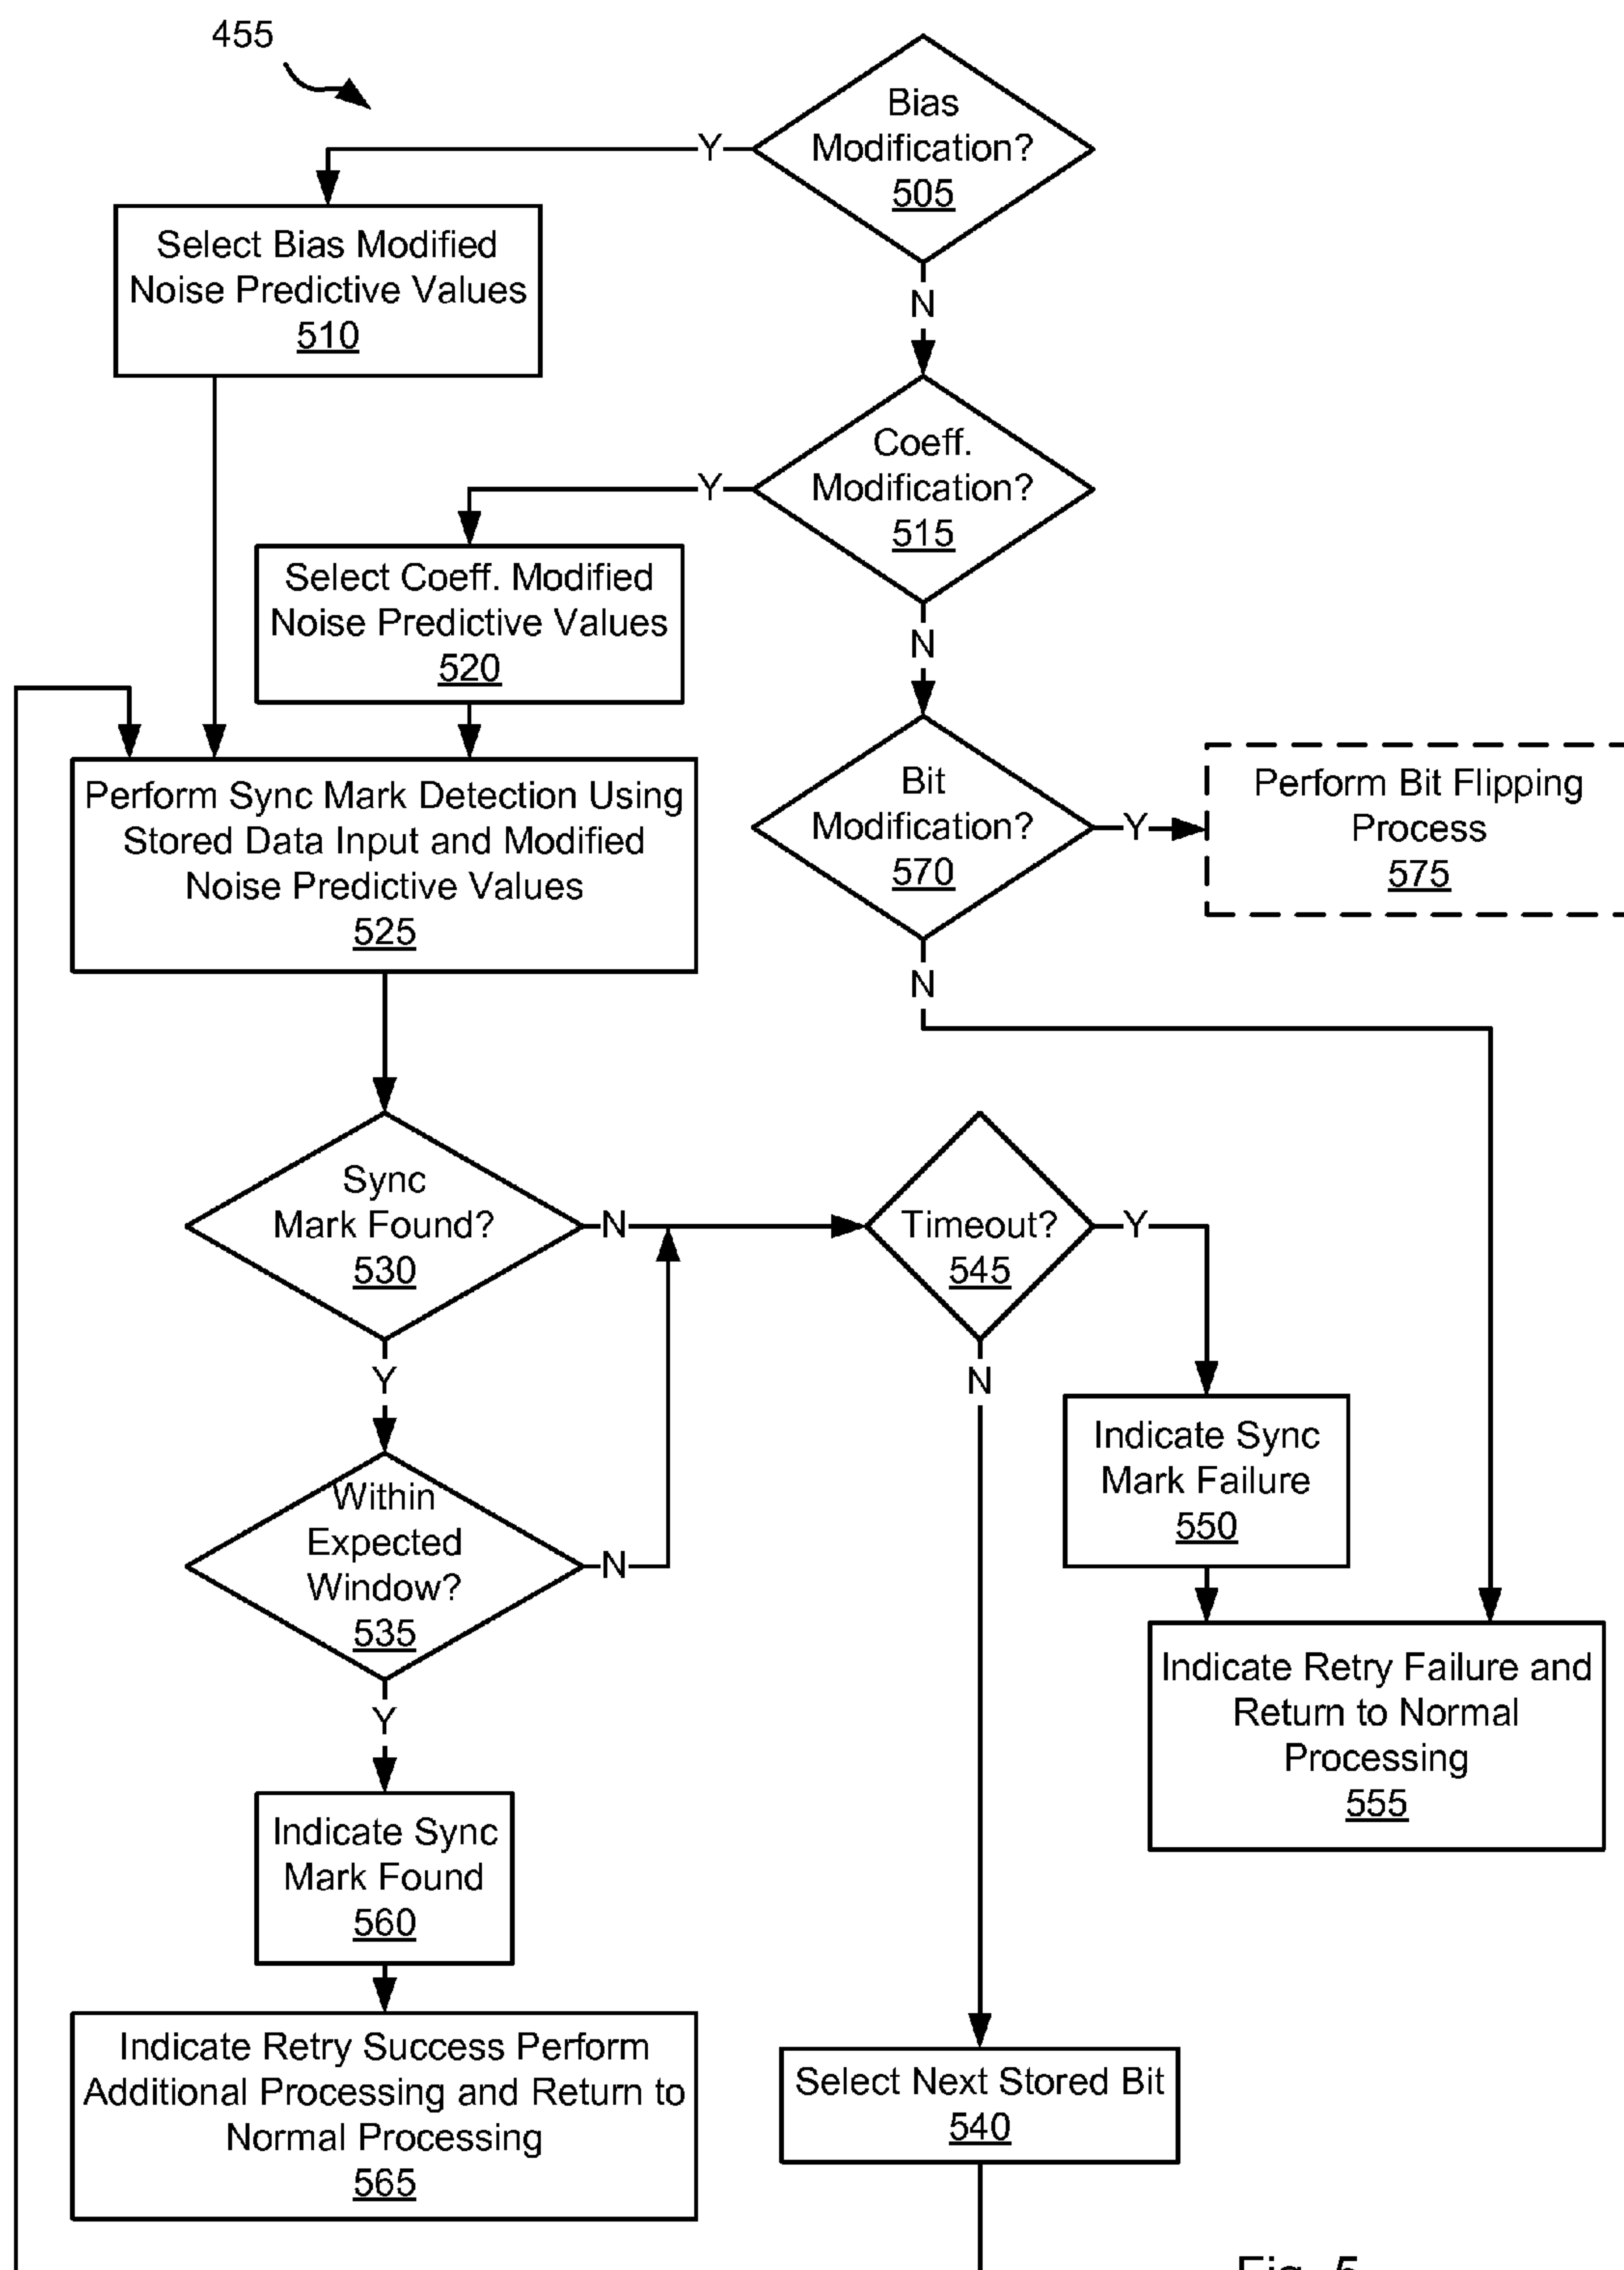 455
Bias
Modification?
505
Y
N
Select Bias Modified
Noise Predictive Values
510
Coeff.
Modification?
515
Y
N
Select Coeff. Modified
Noise Predictive Values
520
Bit
Modification?
570
Y
N
Perform Bit Flipping
Process
575
Perform Sync Mark Detection Using
Stored Data Input and Modified
Noise Predictive Values
525
Sync
Mark Found?
530
N
Y
Timeout?
545
Y
N
Indicate Sync
Mark Failure
550
Within
Expected
Window?
535
N
Y
Indicate Retry Failure and
Return to Normal
Processing
555
Indicate Sync
Mark Found
560
Indicate Retry Success Perform
Additional Processing and Return to
Normal Processing
565
Select Next Stored Bit
540
Fig. 5